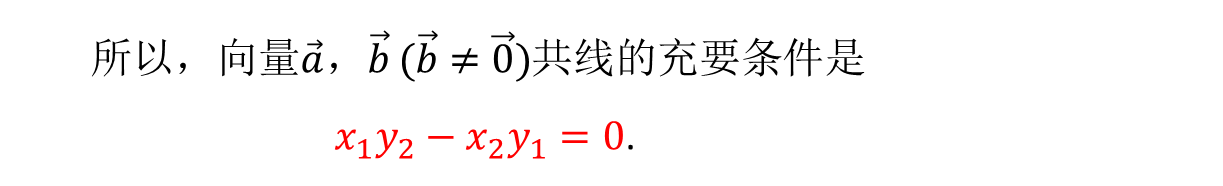 所以，向量a⃗，b⃗ (b⃗ ≠ 0⃗)共线的充要条件是
x₁y₂ − x₂y₁ = 0.